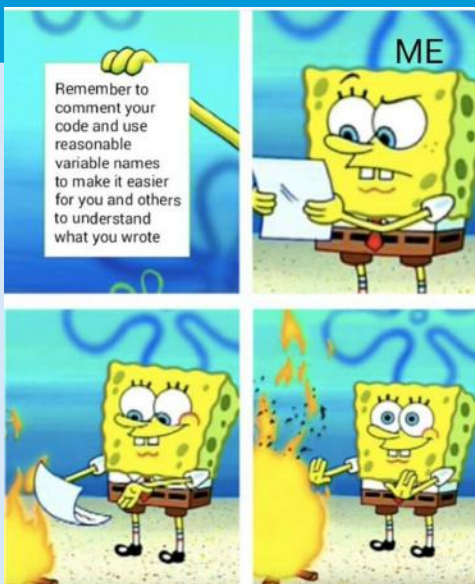 Remember to
comment your
code and use
reasonable
variable names
to make it easier
for you and others
to understand
what you wrote
ME